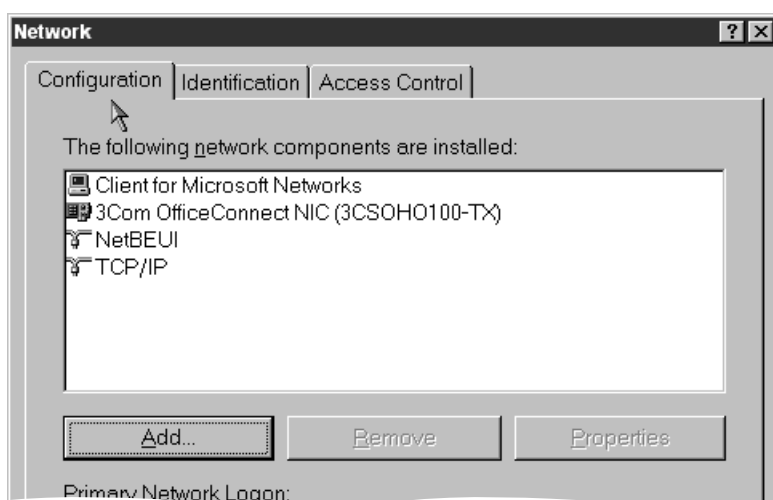 Network
Configuration Identification Access Control
The following network components are installed:
Client for Microsoft Networks
3Com OfficeConnect NIC (3CSOHO100-TX)
NetBEUI
TCP/IP
Add... Remove Properties
Primary Network Logon: